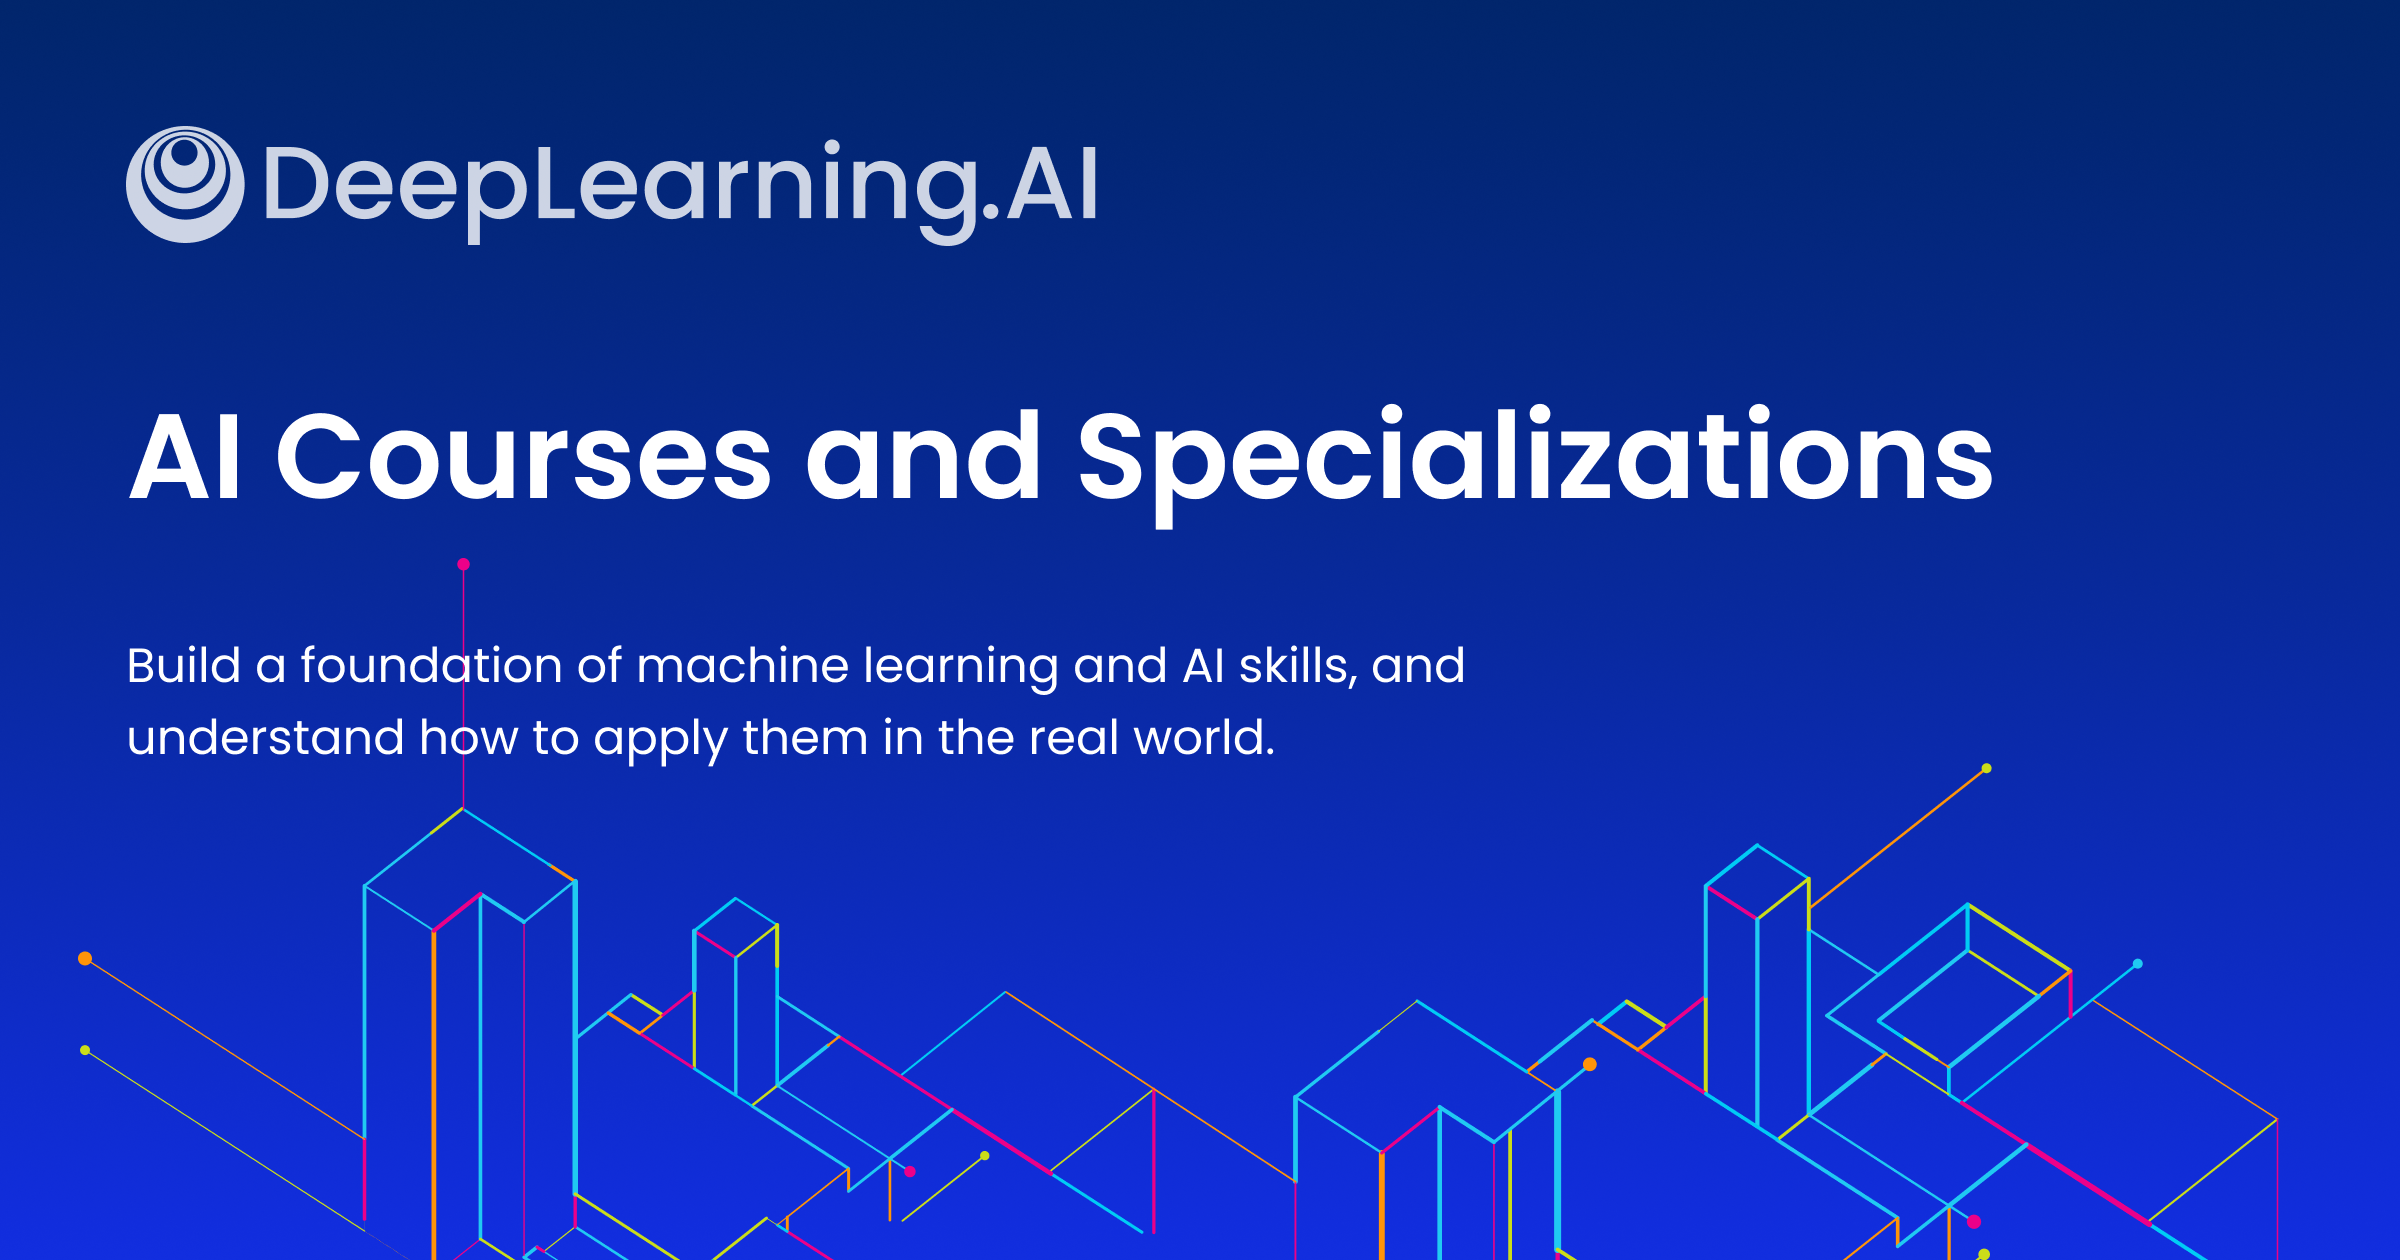 DeepLearning.AI
AI Courses and Specializations
Build a foundation of machine learning and AI skills, and
understand how to apply them in the real world.